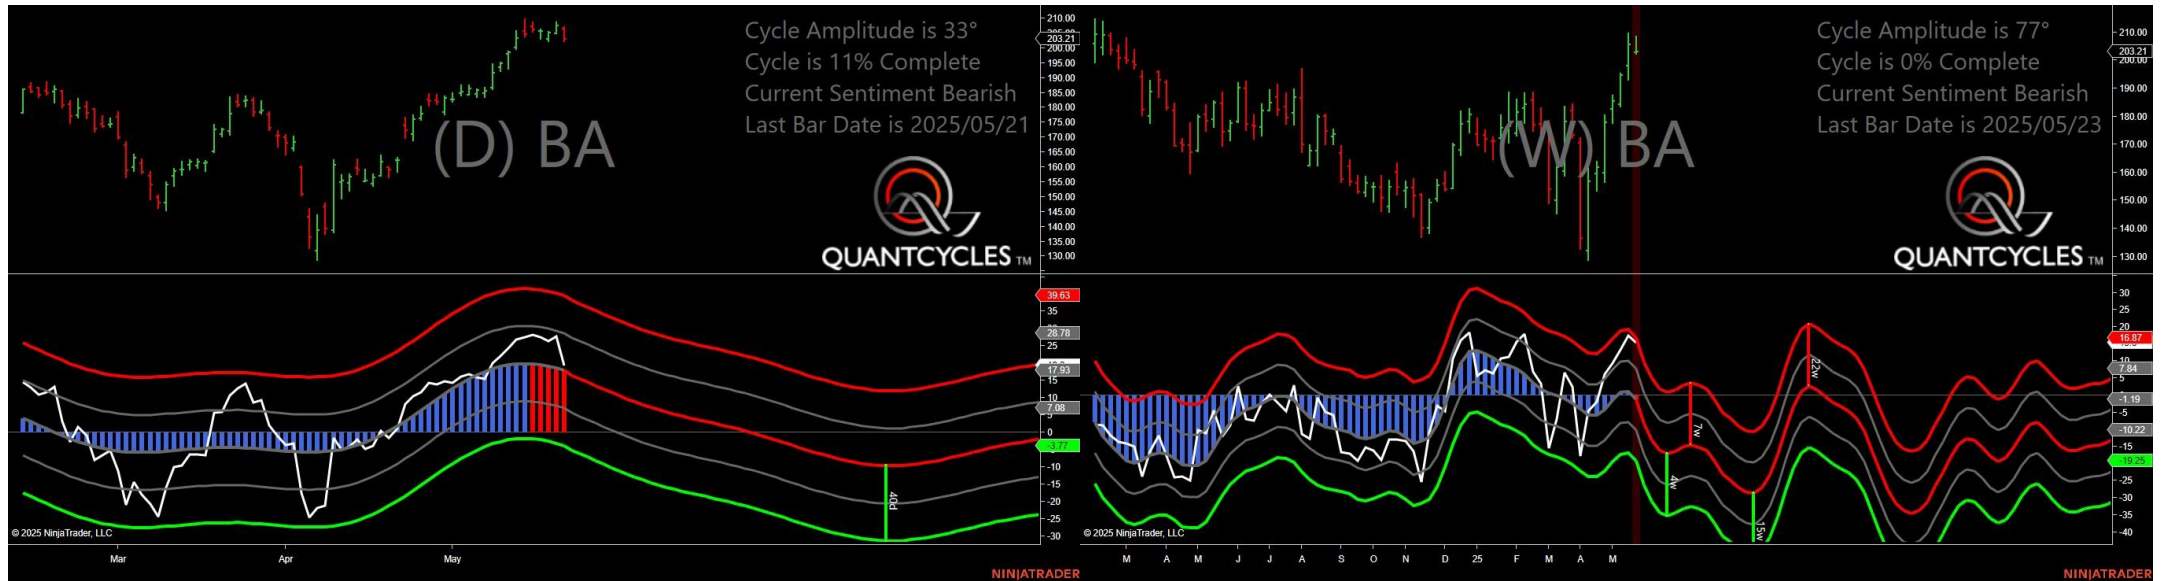 Cycle Amplitude is 33°
Cycle is 11% Complete
Current Sentiment Bearish
Last Bar Date is 2025/05/21
(D) BA
QUANTCYCLES TM
210.00
203.21
200.00
195.00
190.00
185.00
180.00
175.00
170.00
165.00
160.00
155.00
150.00
145.00
140.00
135.00
130.00
39.63
35
28.78
25
17.93
15
10
7.08
5
0
-3.77
-10
-15
-20
-25
-30
40d
© 2025 NinjaTrader, LLC
Mar
Apr
May
NINJATRADER
Cycle Amplitude is 77°
Cycle is 0% Complete
Current Sentiment Bearish
Last Bar Date is 2025/05/23
(W) BA
QUANTCYCLES TM
210.00
203.21
200.00
190.00
180.00
170.00
160.00
150.00
140.00
130.00
30
25
20
16.87
10
7.84
5
-1.19
-5
-10.22
-15
-19.25
-25
-30
-35
-40
7w
4w
15w
22w
© 2025 NinjaTrader, LLC
M
A
M
J
J
A
S
O
N
D
25
F
M
A
M
NINJATRADER